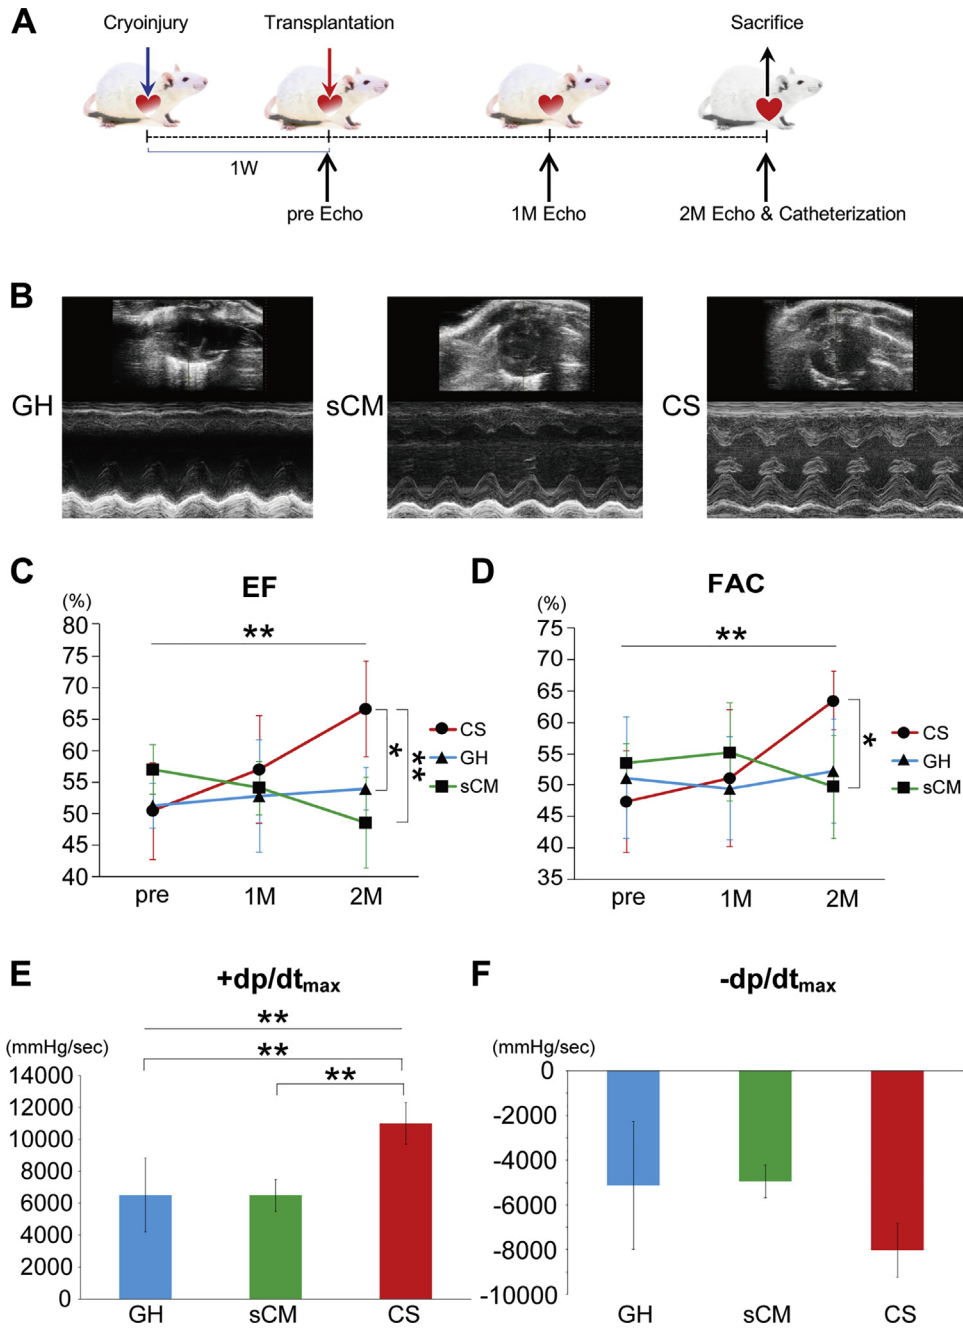 A
Cryoinjury
Transplantation
Sacrifice
1W
pre Echo
1M Echo
2M Echo & Catheterization
B
GH
sCM
CS
C
EF
(%)
80
75
70
65
60
55
50
45
40
**
*
**
pre
1M
2M
CS
GH
sCM
D
FAC
(%)
75
70
65
60
55
50
45
40
35
**
*
pre
1M
2M
CS
GH
sCM
E
+dp/dtmax
(mmHg/sec)
**
**
**
14000
12000
10000
8000
6000
4000
2000
0
GH
sCM
CS
F
-dp/dtmax
(mmHg/sec)
0
-2000
-4000
-6000
-8000
-10000
GH
sCM
CS